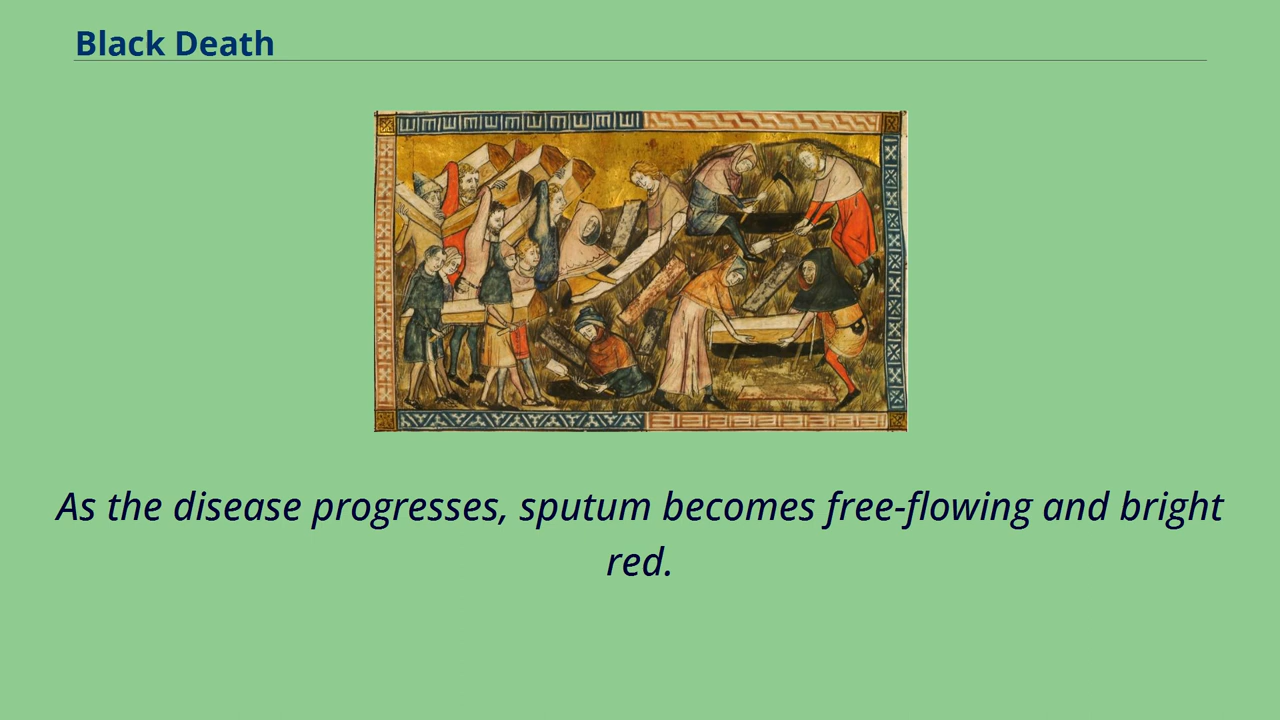 Black Death
As the disease progresses, sputum becomes free-flowing and bright
red.